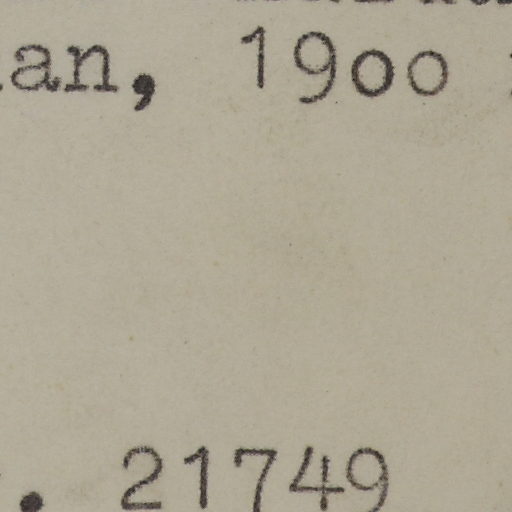 an, 1900
. 21749